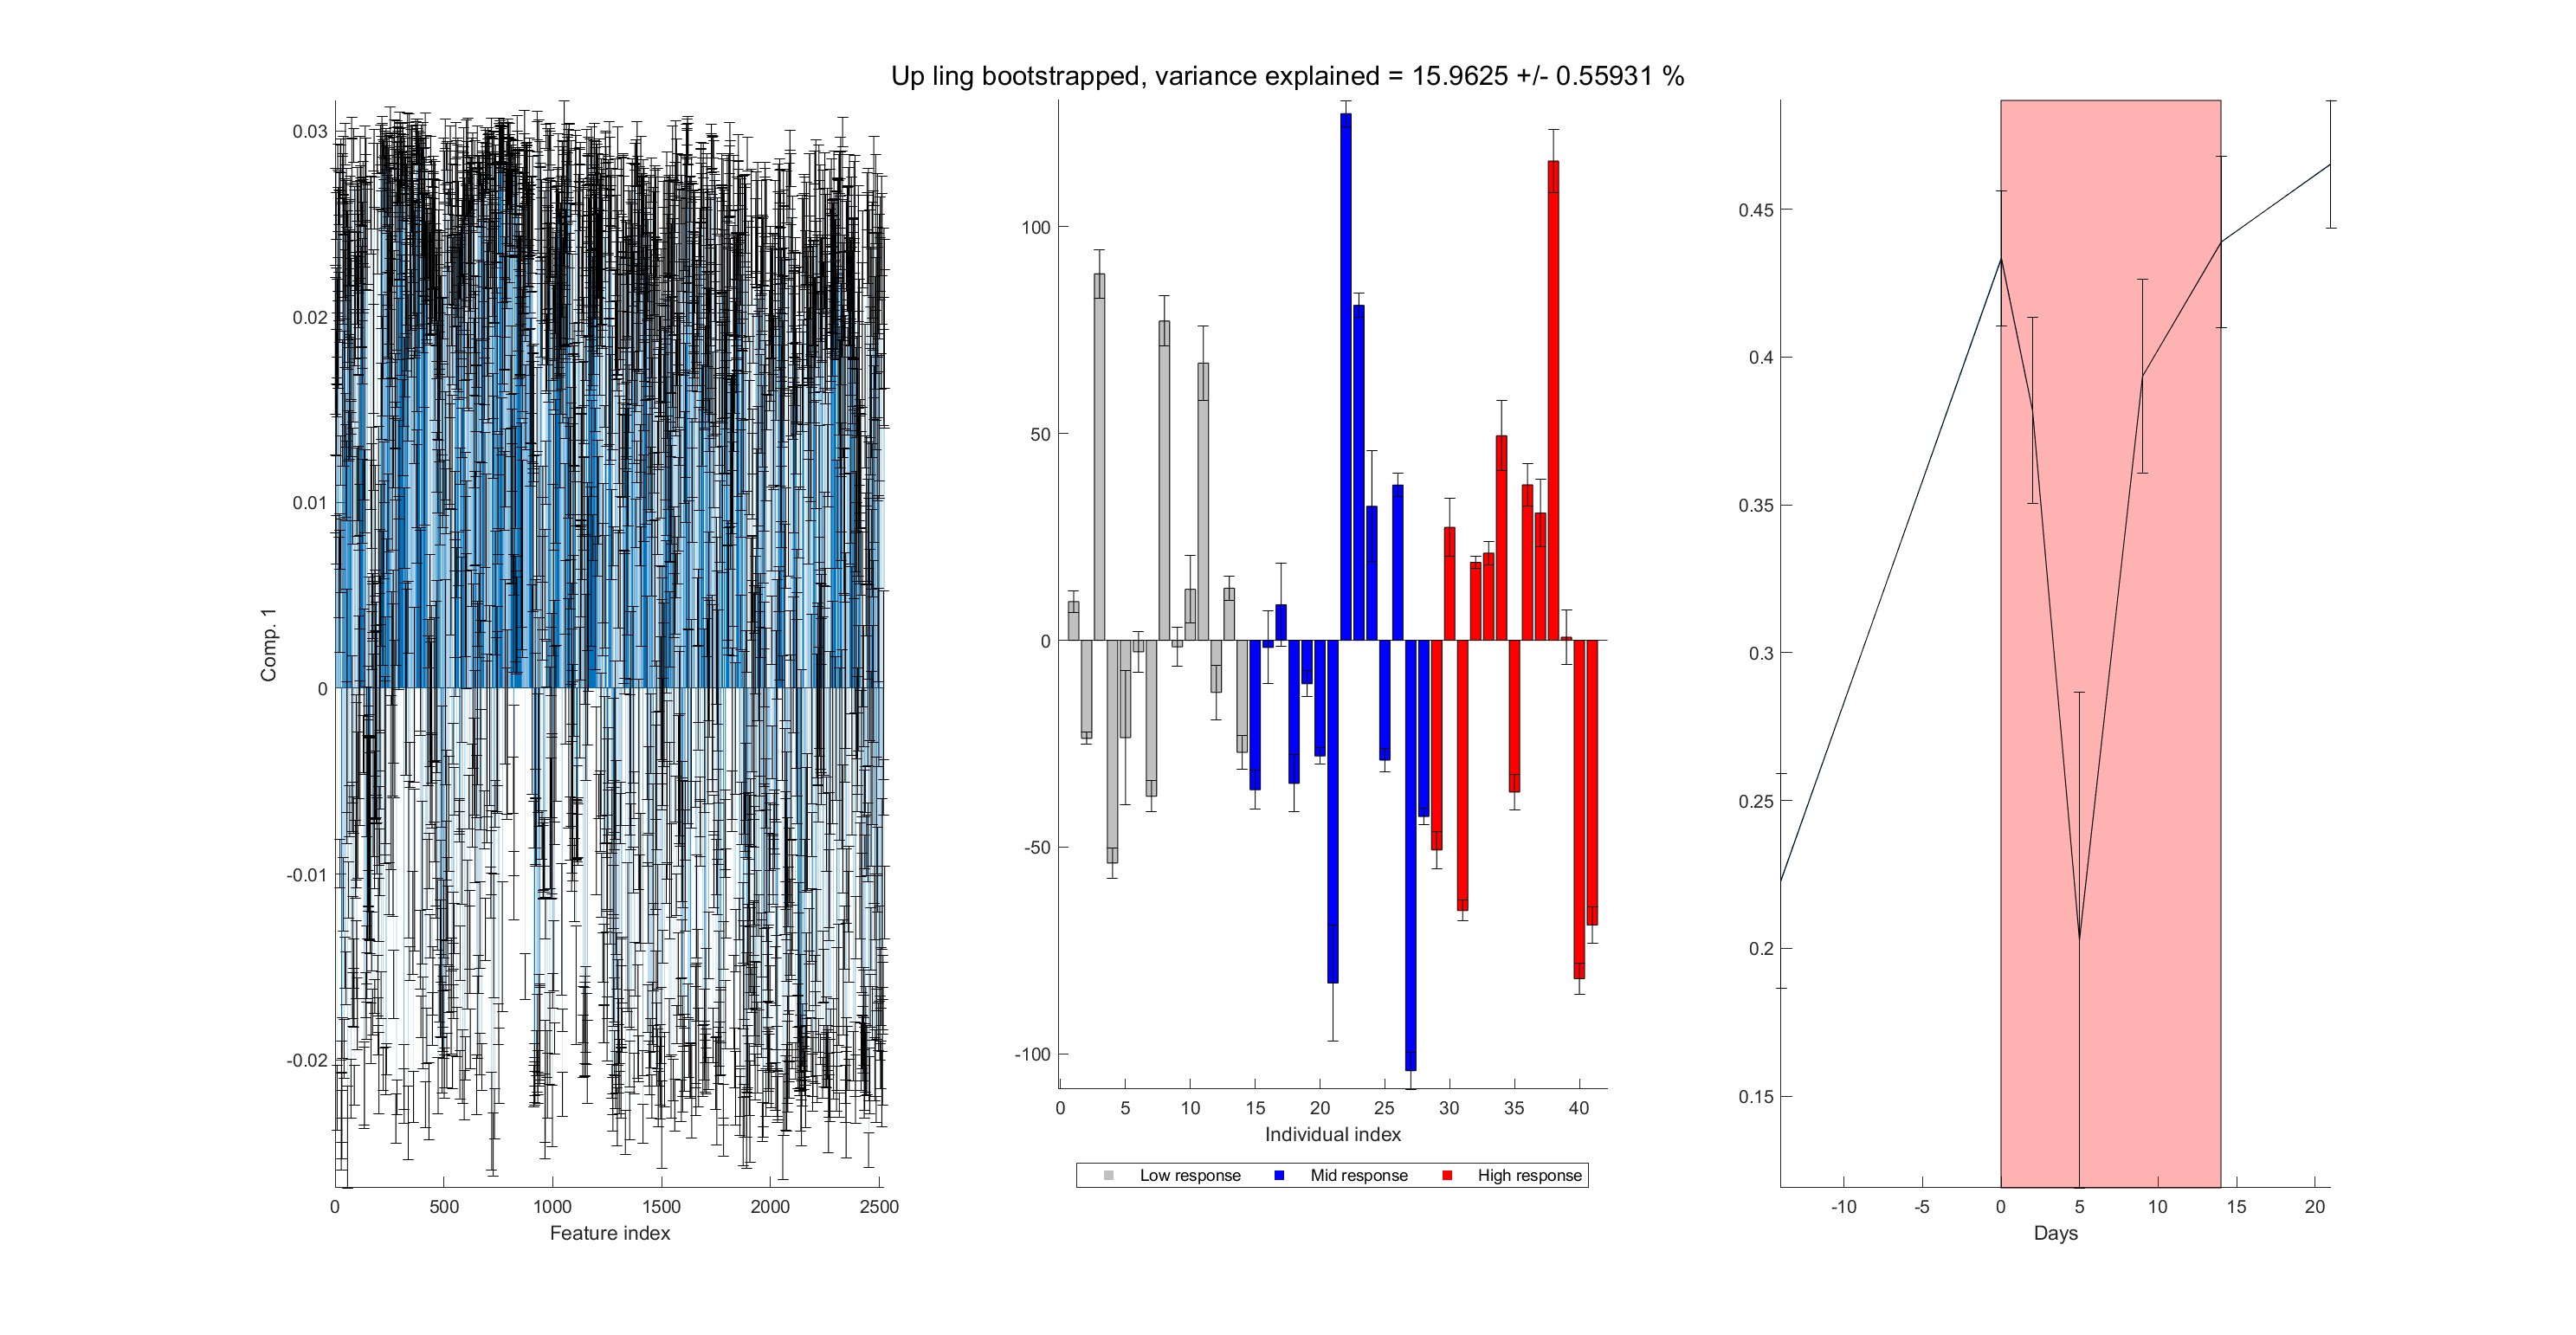 Up ling bootstrapped, variance explained = 15.9625 +/- 0.55931 %
Comp. 1
0.03
0.02
0.01
0
-0.01
-0.02
0 500 1000 1500 2000 2500
Feature index
100
50
0
-50
-100
0 5 10 15 20 25 30 35 40
Individual index
Low response Mid response High response
0.45
0.4
0.35
0.3
0.25
0.2
0.15
-10 -5 0 5 10 15 20
Days